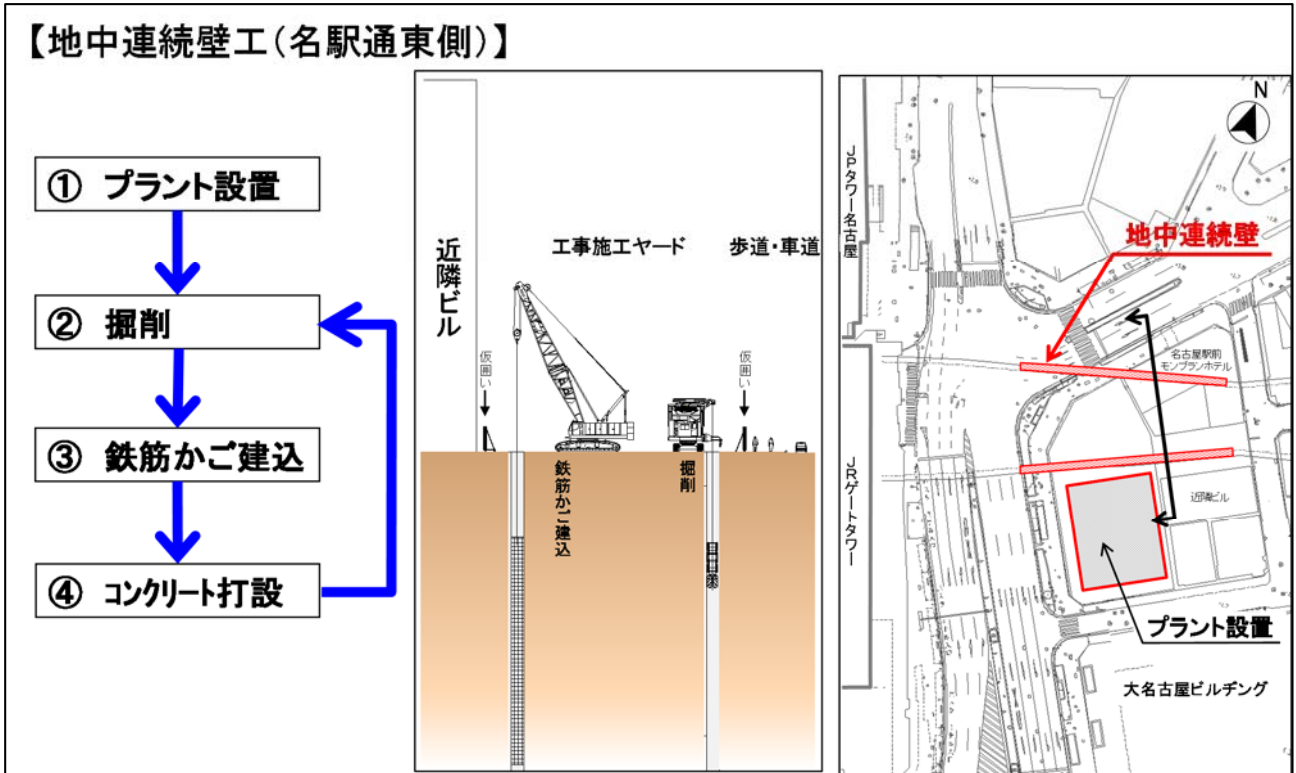 【地中連続壁工(名駅通東側)】
① プラント設置
② 掘削
③ 鉄筋かご建込
④ コンクリート打設
近隣ビル
工事施工ヤード
歩道・車道
仮囲い
仮囲い
鉄筋かご建込
掘削
N
JPタワー名古屋
地中連続壁
名古屋駅前
モンブランホテル
JRゲートタワー
近隣ビル
プラント設置
大名古屋ビルヂング